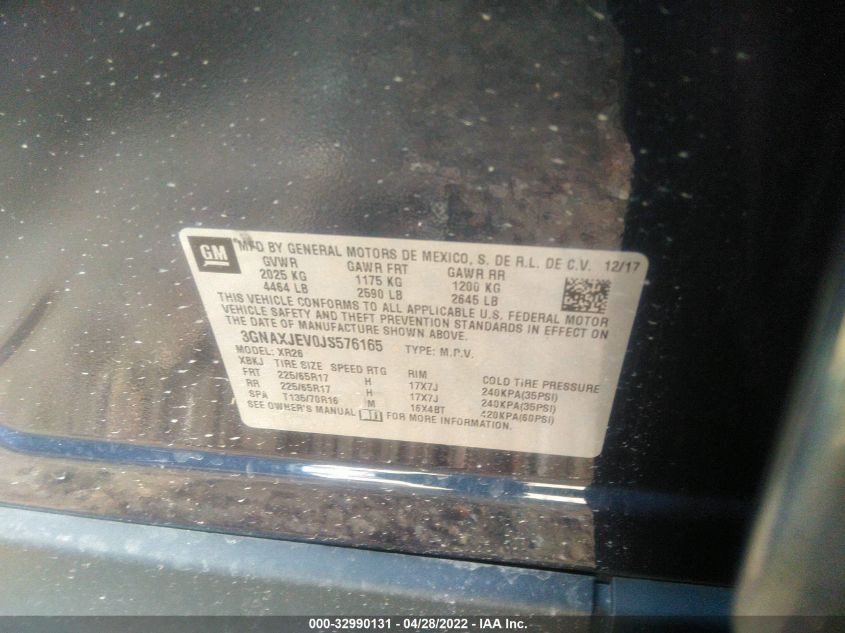 GM
MFD BY GENERAL MOTORS DE MEXICO, S. DE R.L. DE C.V. 12/17
GVWR GAWR FRT GAWR RR
2025 KG 1175 KG 1200 KG
4464 LB 2590 LB 2645 LB
THIS VEHICLE CONFORMS TO ALL APPLICABLE U.S. FEDERAL MOTOR
VEHICLE SAFETY AND THEFT PREVENTION STANDARDS IN EFFECT ON
THE DATE OF MANUFACTURE SHOWN ABOVE.
3GNAXJEV0JS576165 TYPE: M.P.V.
MODEL: XR26
XBKJ TIRE SIZE SPEED RTG RIM COLD TIRE PRESSURE
FRT 225/65R17 H 17X7J 240KPA(35PSI)
RR 225/65R17 H 17X7J 240KPA(35PSI)
SPA T135/70R16 M 16X4BT 420KPA(60PSI)
SEE OWNER'S MANUAL FOR MORE INFORMATION.
000-32990131 - 04/28/2022 - IAA Inc.